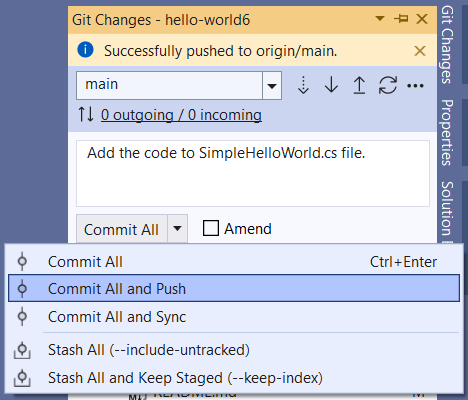 Git Changes - hello-world6
Successfully pushed to origin/main.
main
0 outgoing / 0 incoming
Add the code to SimpleHelloWorld.cs file.
Commit All
Amend
Commit All Ctrl+Enter
Commit All and Push
Commit All and Sync
Stash All (--include-untracked)
Stash All and Keep Staged (--keep-index)
README.md M
Git Changes
Properties
Solution